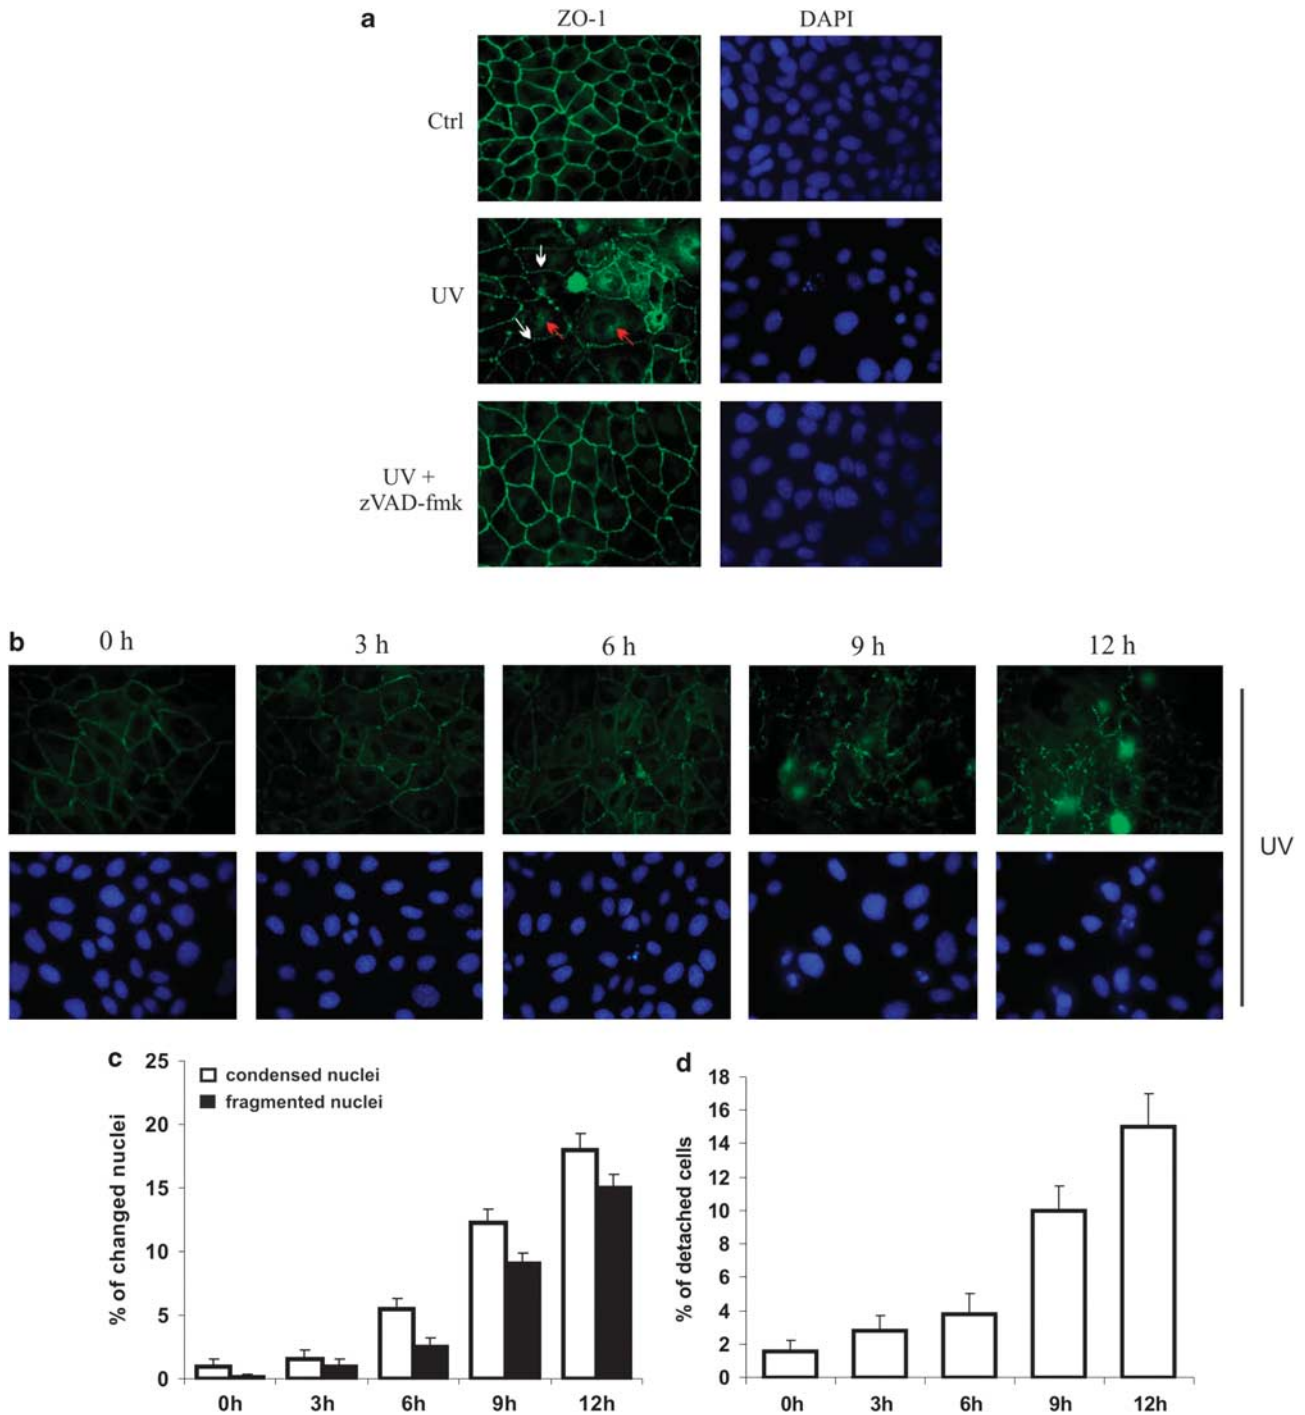 a
ZO-1 DAPI
Ctrl
UV
UV +
zVAD-fmk
b
0 h 3 h 6 h 9 h 12 h
UV
c
% of changed nuclei
25
20
15
10
5
0
condensed nuclei
fragmented nuclei
0h 3h 6h 9h 12h
d
% of detached cells
18
16
14
12
10
8
6
4
2
0
0h 3h 6h 9h 12h